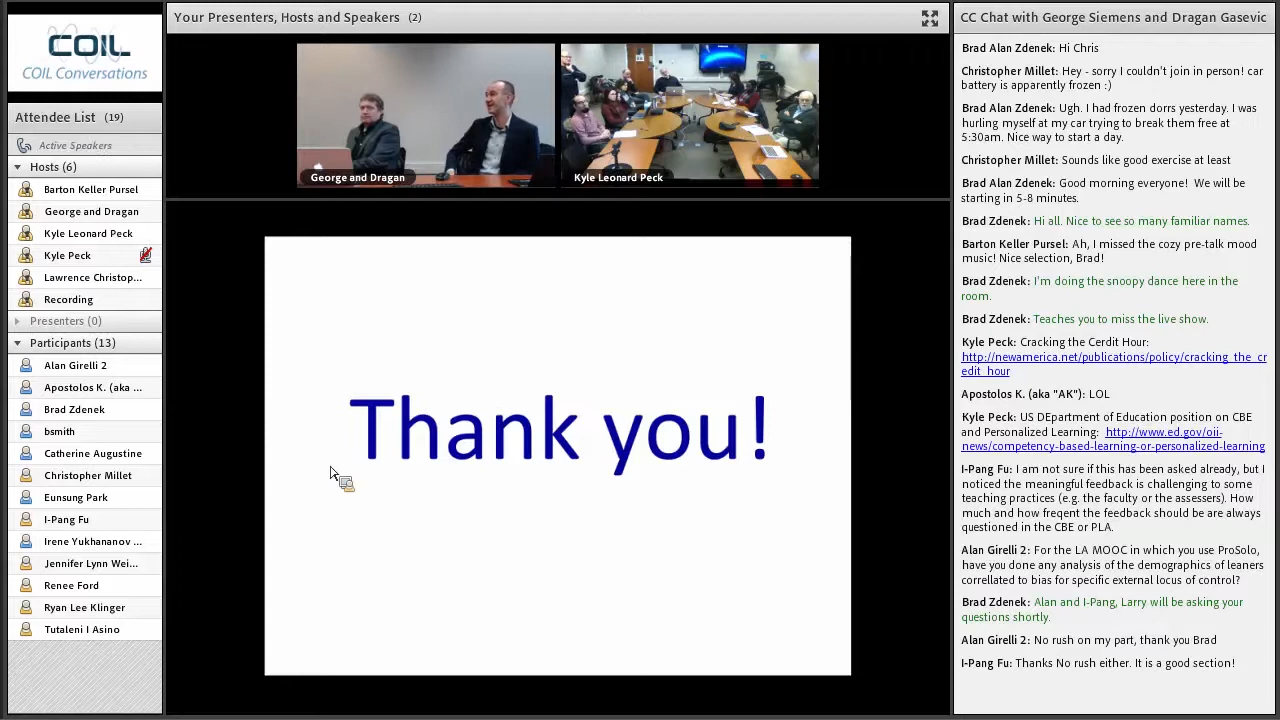 COIL
COIL Conversations
Attendee List (19)
Active Speakers
Hosts (6)
Barton Keller Pursel
George and Dragan
Kyle Leonard Peck
Kyle Peck
Lawrence Christop...
Recording
Presenters (0)
Participants (13)
Alan Girelli 2
Apostolos K. (aka ...
Brad Zdenek
bsmith
Catherine Augustine
Christopher Millet
Eunsung Park
I-Pang Fu
Irene Yukhananov ...
Jennifer Lynn Wei...
Renee Ford
Ryan Lee Klinger
Tutaleni I Asino
Your Presenters, Hosts and Speakers (2)
George and Dragan
Kyle Leonard Peck
Thank you!
CC Chat with George Siemens and Dragan Gasevic
Brad Alan Zdenek: Hi Chris
Christopher Millet: Hey - sorry I couldn't join in person! car
battery is apparently frozen :)
Brad Alan Zdenek: Ugh. I had frozen dorrs yesterday. I was
hurling myself at my car trying to break them free at
5:30am. Nice way to start a day.
Christopher Millet: Sounds like good exercise at least
Brad Alan Zdenek: Good morning everyone! We will be
starting in 5-8 minutes.
Brad Zdenek: Hi all. Nice to see so many familiar names.
Barton Keller Pursel: Ah, I missed the cozy pre-talk mood
music! Nice selection, Brad!
Brad Zdenek: I'm doing the snoopy dance here in the
room.
Brad Zdenek: Teaches you to miss the live show.
Kyle Peck: Cracking the Cerdit Hour:
http://newamerica.net/publications/policy/cracking_the_cr
edit_hour
Apostolos K. (aka "AK"): LOL
Kyle Peck: US DEpartment of Education position on CBE
and Personalized Learning: http://www.ed.gov/oii-
news/competency-based-learning-or-personalized-learning
I-Pang Fu: I am not sure if this has been asked already, but I
noticed the meaningful feedback is challenging to some
teaching practices (e.g. the faculty or the assessers). How
much and how freqent the feedback should be are always
questioned in the CBE or PLA.
Alan Girelli 2: For the LA MOOC in which you use ProSolo,
have you done any analysis of the demographics of leaners
correllated to bias for specific external locus of control?
Brad Zdenek: Alan and I-Pang, Larry will be asking your
questions shortly.
Alan Girelli 2: No rush on my part, thank you Brad
I-Pang Fu: Thanks No rush either. It is a good section!